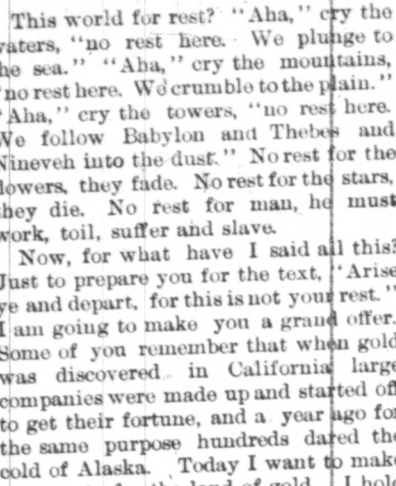 This world for rest? "Aha," cry the
waters, "no rest here. We plunge to
he sea." "Aha," cry the mountains,
'no rest here. We crumble to the plain."
'Aha," cry the towers, "no rest here.
We follow Babylon and Thebes and
Nineveh into the dust." No rest for the
lowers, they fade. No rest for the stars,
they die. No rest for man, he must
work, toil, suffer and slave.
Now, for what have I said all this?
Just to prepare you for the text, "Arise
ye and depart, for this is not your rest."
I am going to make you a grand offer.
Some of you remember that when gold
was discovered in California large
companies were made up and started off
to get their fortune, and a year ago for
the same purpose hundreds dared the
cold of Alaska. Today I want to make
land of gold. I hol